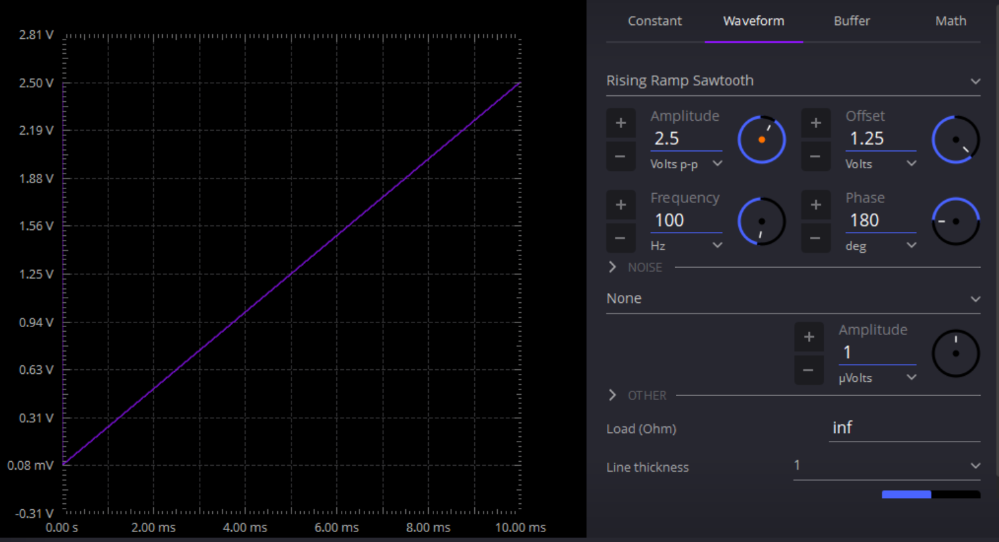 2.81 V
2.50 V
2.19 V
1.88 V
1.56 V
1.25 V
0.94 V
0.63 V
0.31 V
0.08 mV
-0.31 V
0.00 s 2.00 ms 4.00 ms 6.00 ms 8.00 ms 10.00 ms
Constant Waveform Buffer Math
Rising Ramp Sawtooth
+ Amplitude + Offset
2.5 1.25
− Volts p-p − Volts
+ Frequency + Phase
100 180
− Hz − deg
NOISE
None
+ Amplitude
1
− µVolts
OTHER
Load (Ohm) inf
Line thickness 1